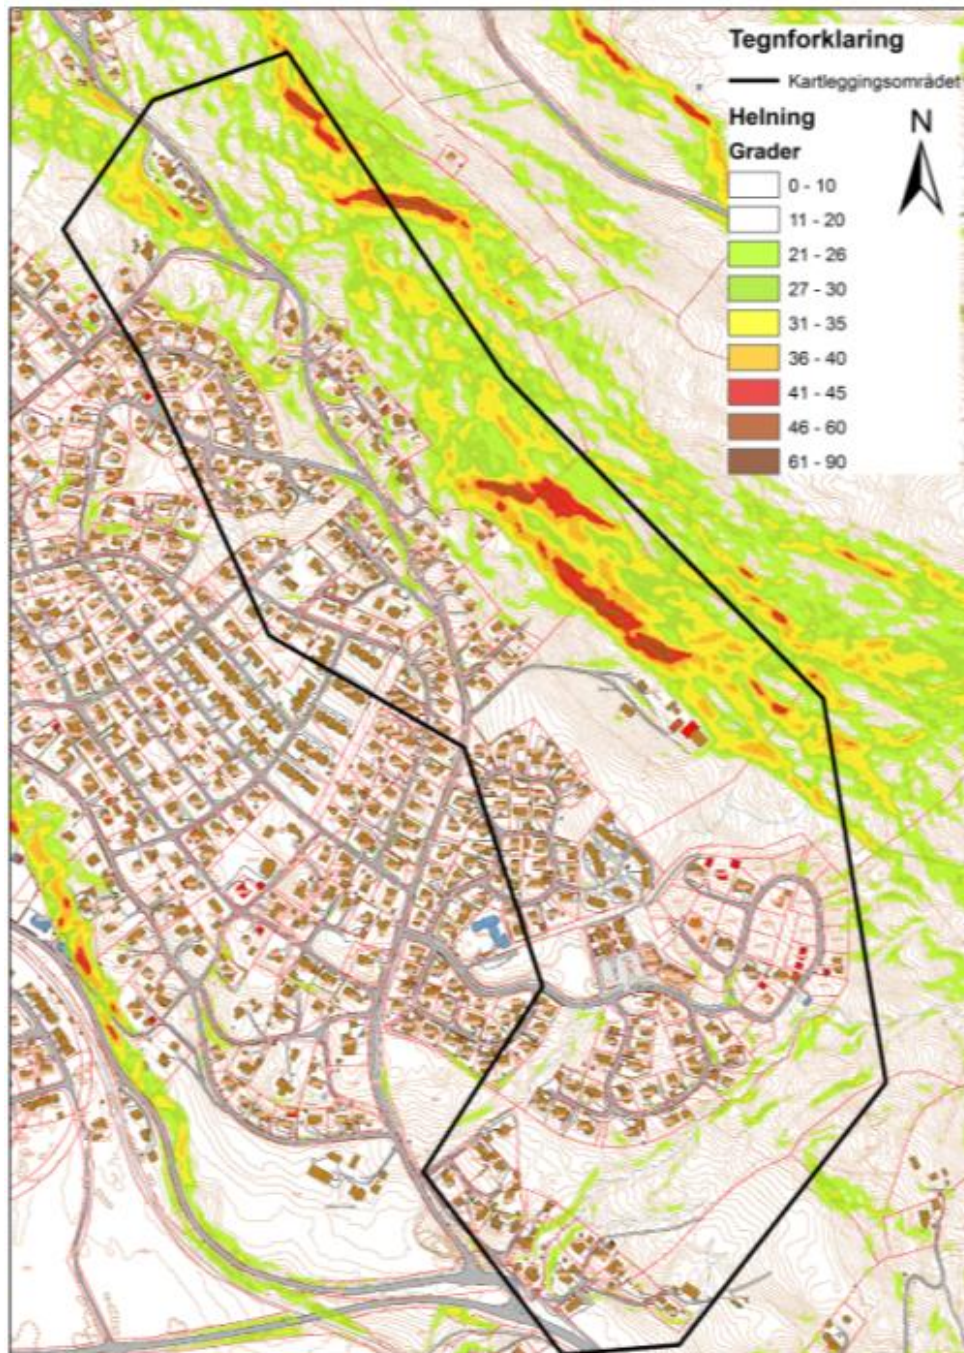 Tegnforklaring
Kartleggingsområdet
Helning
Grader
N
0 - 10
11 - 20
21 - 26
27 - 30
31 - 35
36 - 40
41 - 45
46 - 60
61 - 90